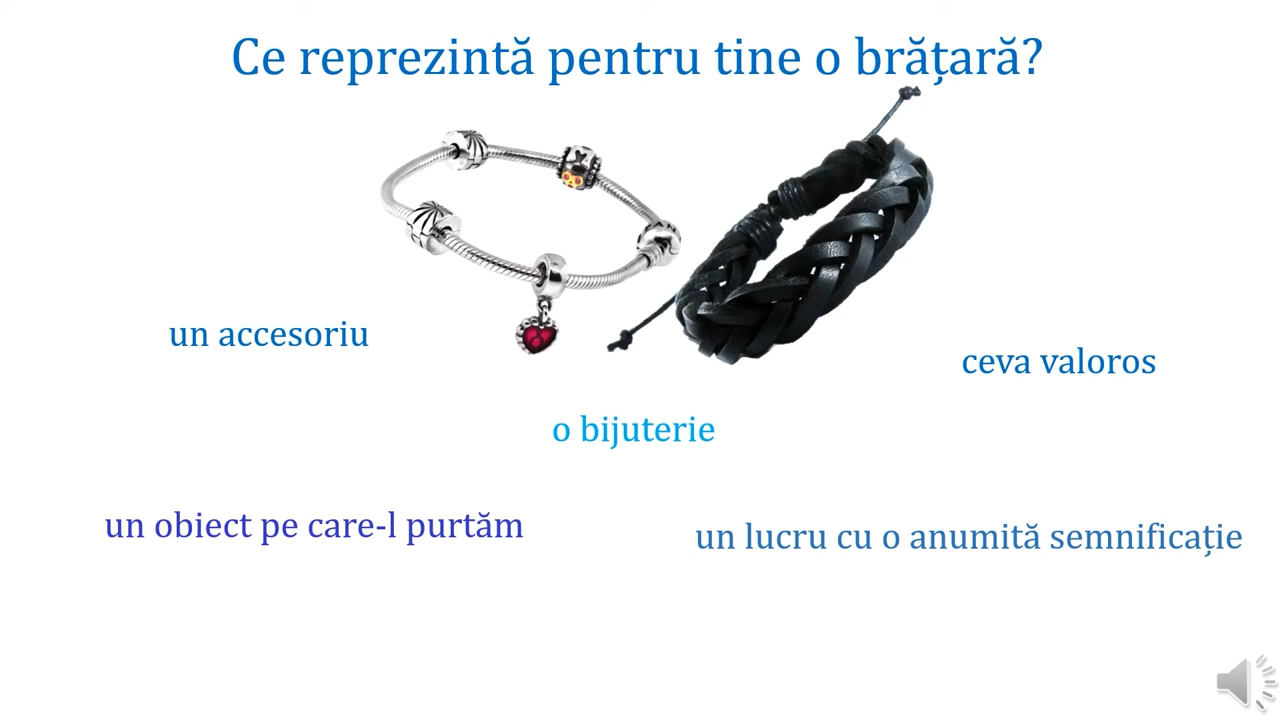 Ce reprezintă pentru tine o brățară?
un accesoriu
ceva valoros
o bijuterie
un obiect pe care-l purtăm
un lucru cu o anumită semnificație